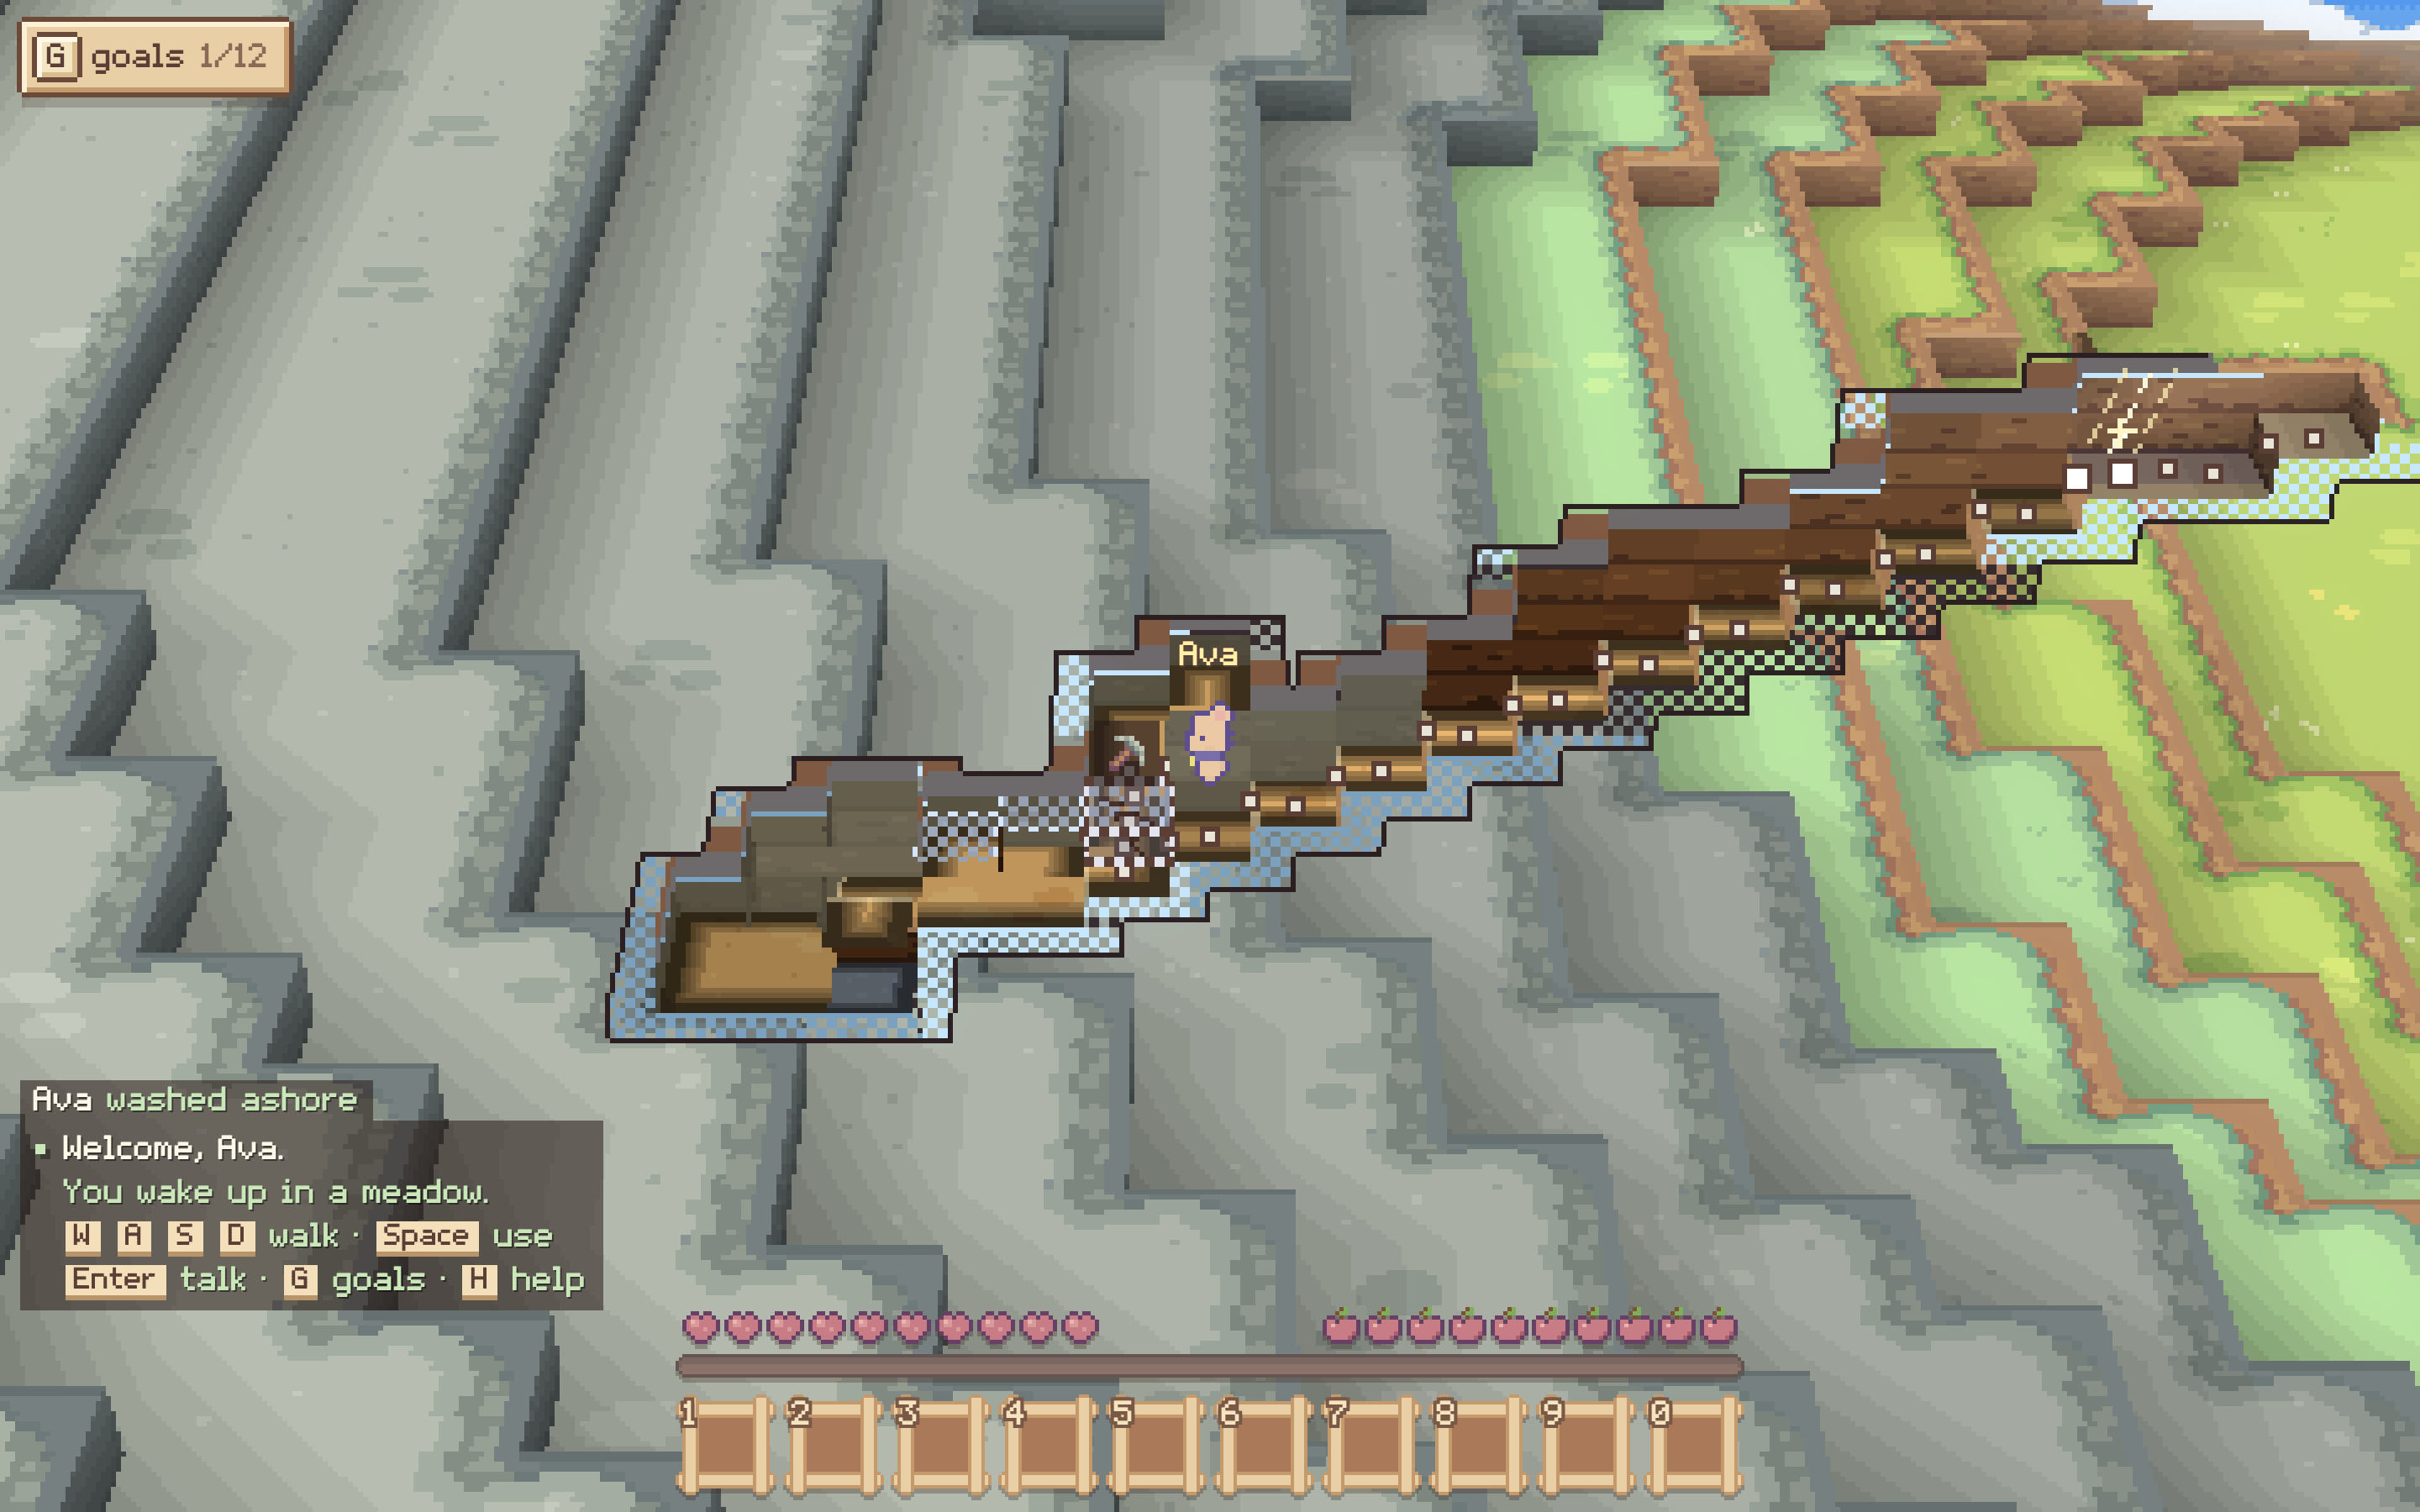 G goals 1/12
Ava
Ava washed ashore
▪ Welcome, Ava.
You wake up in a meadow.
W A S D walk · Space use
Enter talk · G goals · H help
1 2 3 4 5 6 7 8 9 0